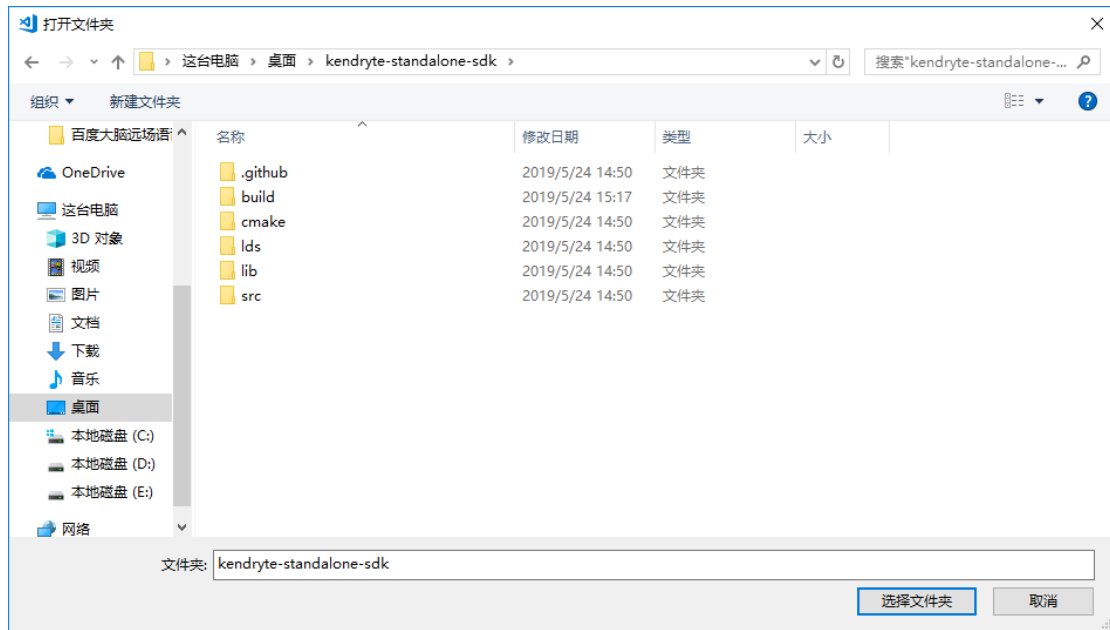 打开文件夹
这台电脑 › 桌面 › kendryte-standalone-sdk ›
搜索"kendryte-standalone-...
组织 新建文件夹
名称 修改日期 类型 大小
百度大脑远场语
OneDrive
这台电脑
3D 对象
视频
图片
文档
下载
音乐
桌面
本地磁盘 (C:)
本地磁盘 (D:)
本地磁盘 (E:)
网络
.github 2019/5/24 14:50 文件夹
build 2019/5/24 15:17 文件夹
cmake 2019/5/24 14:50 文件夹
lds 2019/5/24 14:50 文件夹
lib 2019/5/24 14:50 文件夹
src 2019/5/24 14:50 文件夹
文件夹: kendryte-standalone-sdk
选择文件夹 取消